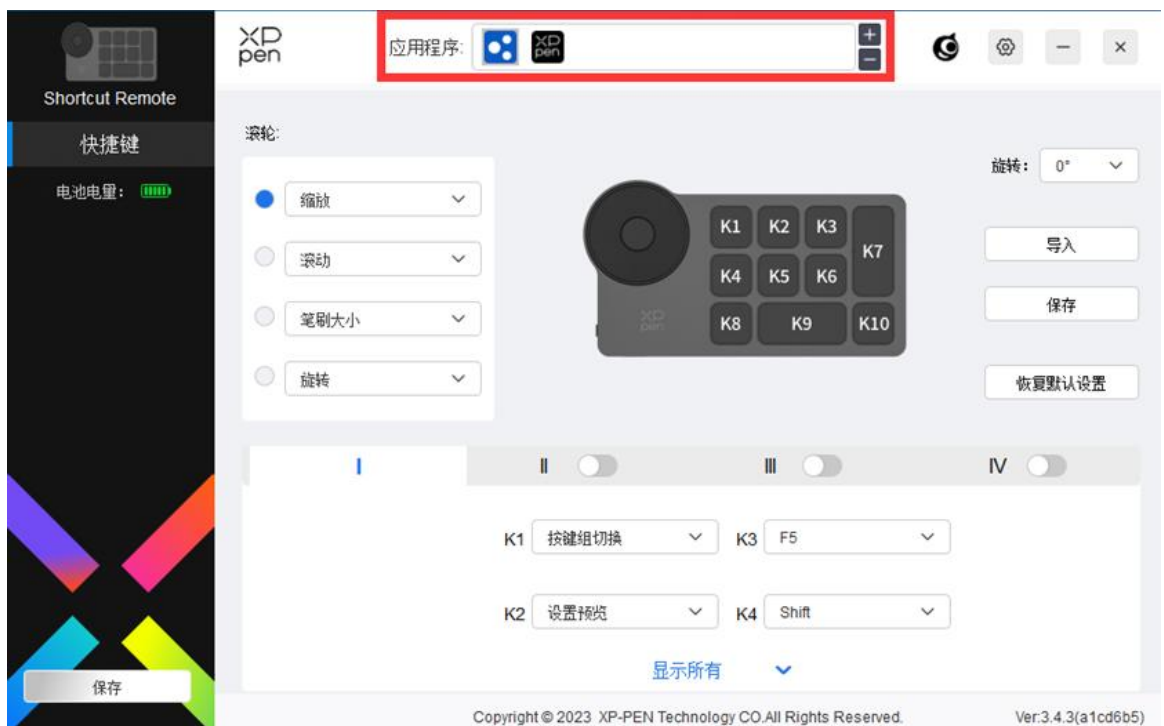 XP
pen
应用程序:
XP
pen
Shortcut Remote
快捷键
电池电量：
滚轮:
缩放
滚动
笔刷大小
旋转
K1 K2 K3
K7
K4 K5 K6
K8 K9 K10
XP
pen
旋转： 0°
导入
保存
恢复默认设置
I II III IV
K1 按键组切换 K3 F5
K2 设置预览 K4 Shift
显示所有
保存
Copyright © 2023 XP-PEN Technology CO.All Rights Reserved. Ver:3.4.3(a1cd6b5)